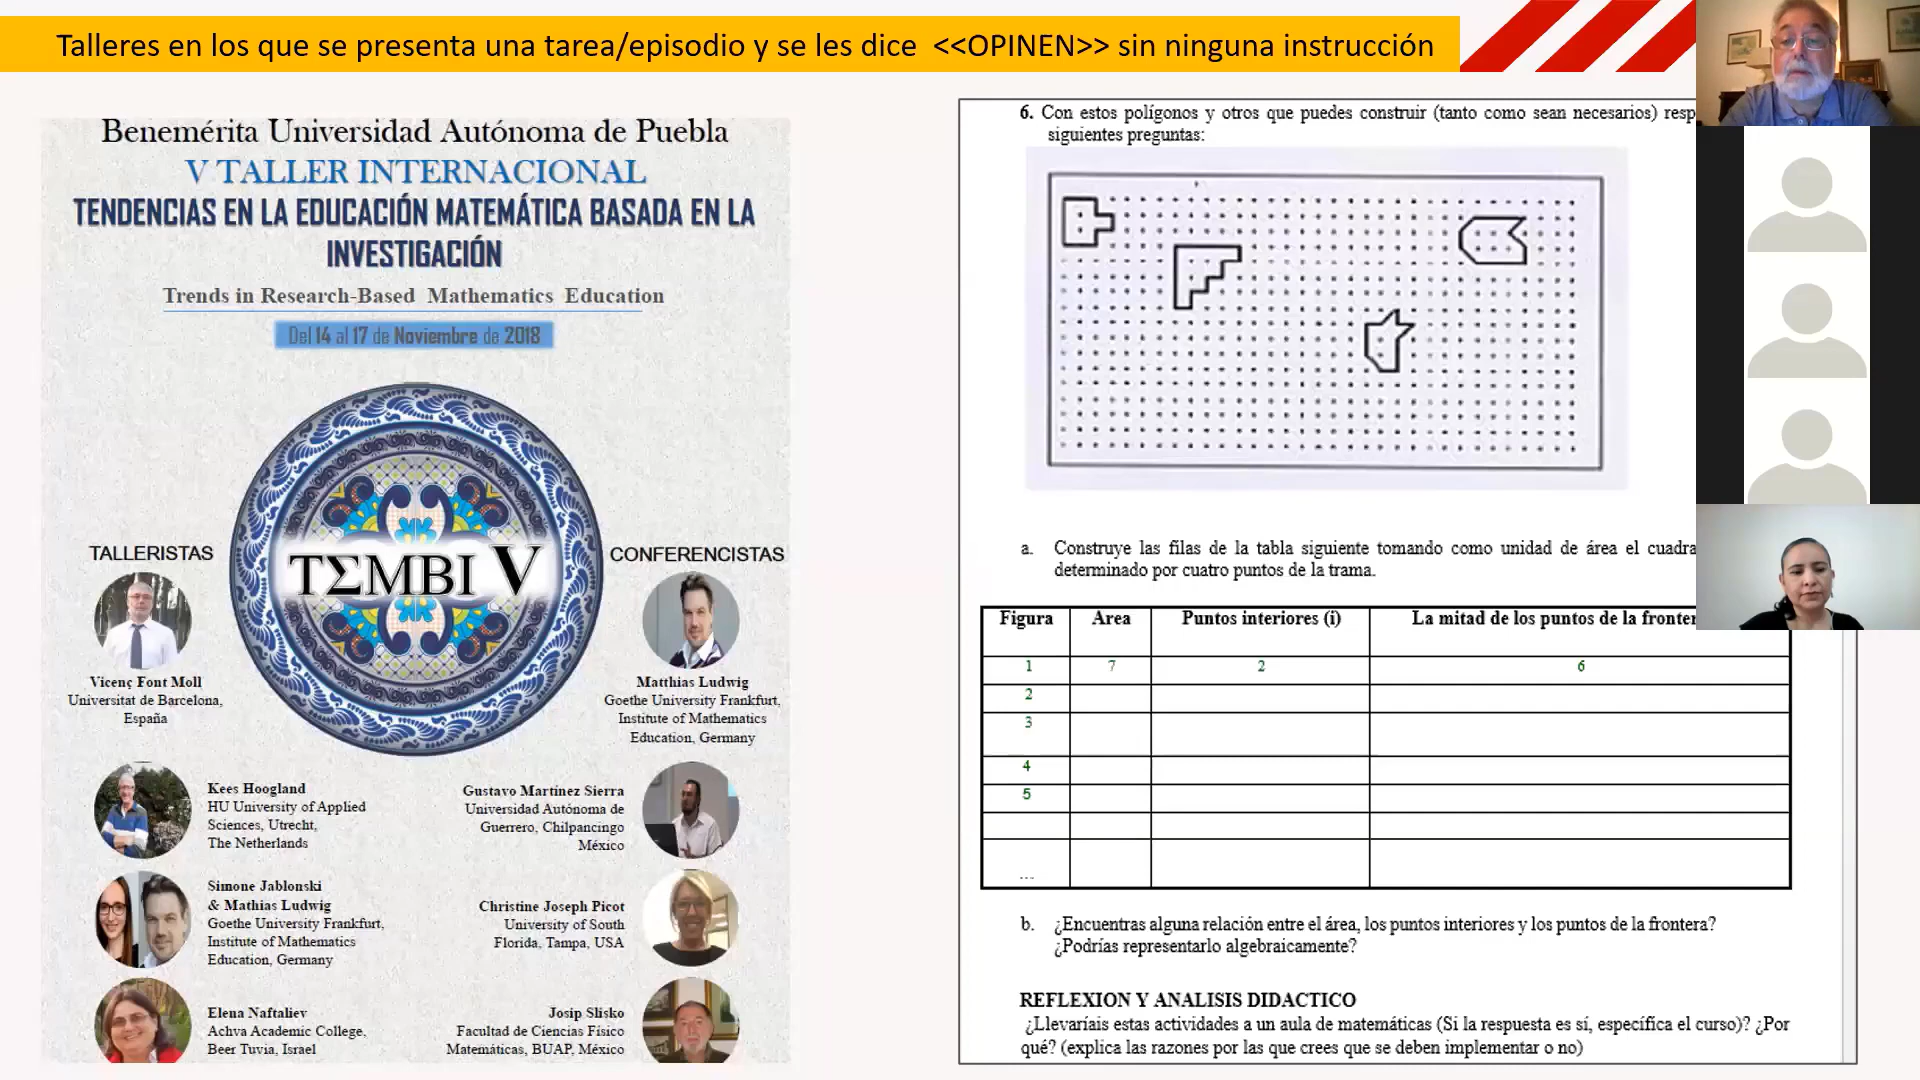 Talleres en los que se presenta una tarea/episodio y se les dice <<OPINEN>> sin ninguna instrucción
Benemérita Universidad Autónoma de Puebla
V TALLER INTERNACIONAL
TENDENCIAS EN LA EDUCACIÓN MATEMÁTICA BASADA EN LA
INVESTIGACIÓN
Trends in Research-Based Mathematics Education
Del 14 al 17 de Noviembre de 2018
TALLERISTAS
CONFERENCISTAS
TΣMBI V
Vicenç Font Moll
Universitat de Barcelona,
España
Matthias Ludwig
Goethe University Frankfurt,
Institute of Mathematics
Education, Germany
Kees Hoogland
HU University of Applied
Sciences, Utrecht,
The Netherlands
Gustavo Martínez Sierra
Universidad Autónoma de
Guerrero, Chilpancingo
México
Simone Jablonski
& Mathias Ludwig
Goethe University Frankfurt,
Institute of Mathematics
Education, Germany
Christine Joseph Picot
University of South
Florida, Tampa, USA
Elena Naftaliev
Achva Academic College,
Beer Tuvia, Israel
Josip Slisko
Facultad de Ciencias Físico
Matemáticas, BUAP, México
6. Con estos polígonos y otros que puedes construir (tanto como sean necesarios) resp
siguientes preguntas:
a. Construye las filas de la tabla siguiente tomando como unidad de área el cuadra
determinado por cuatro puntos de la trama.
Figura Area Puntos interiores (i) La mitad de los puntos de la fronter
1 7 2 6
2
3
4
5
...
b. ¿Encuentras alguna relación entre el área, los puntos interiores y los puntos de la frontera?
¿Podrías representarlo algebraicamente?
REFLEXION Y ANALISIS DIDACTICO
¿Llevaríais estas actividades a un aula de matemáticas (Si la respuesta es sí, específica el curso)? ¿Por
qué? (explica las razones por las que crees que se deben implementar o no)